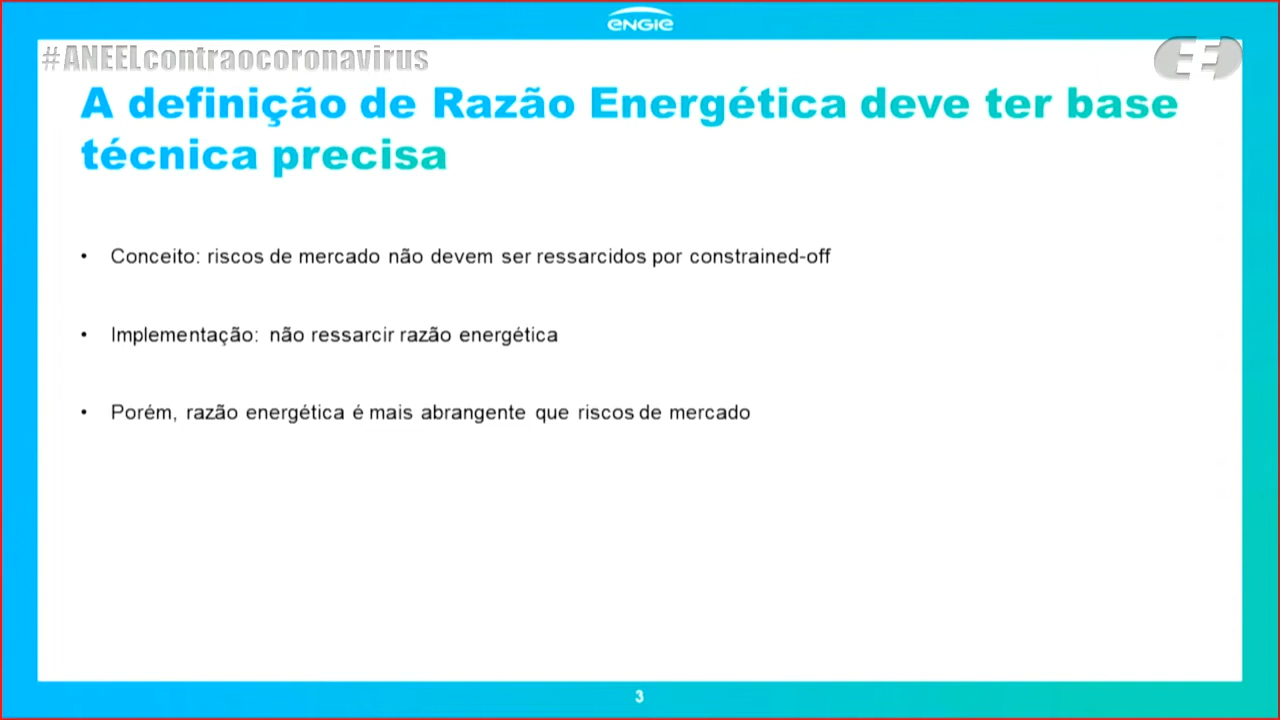 ENGIE
#ANEELcontraocoronavirus
A definição de Razão Energética deve ter base
técnica precisa
• Conceito: riscos de mercado não devem ser ressarcidos por constrained-off
• Implementação: não ressarcir razão energética
• Porém, razão energética é mais abrangente que riscos de mercado
3